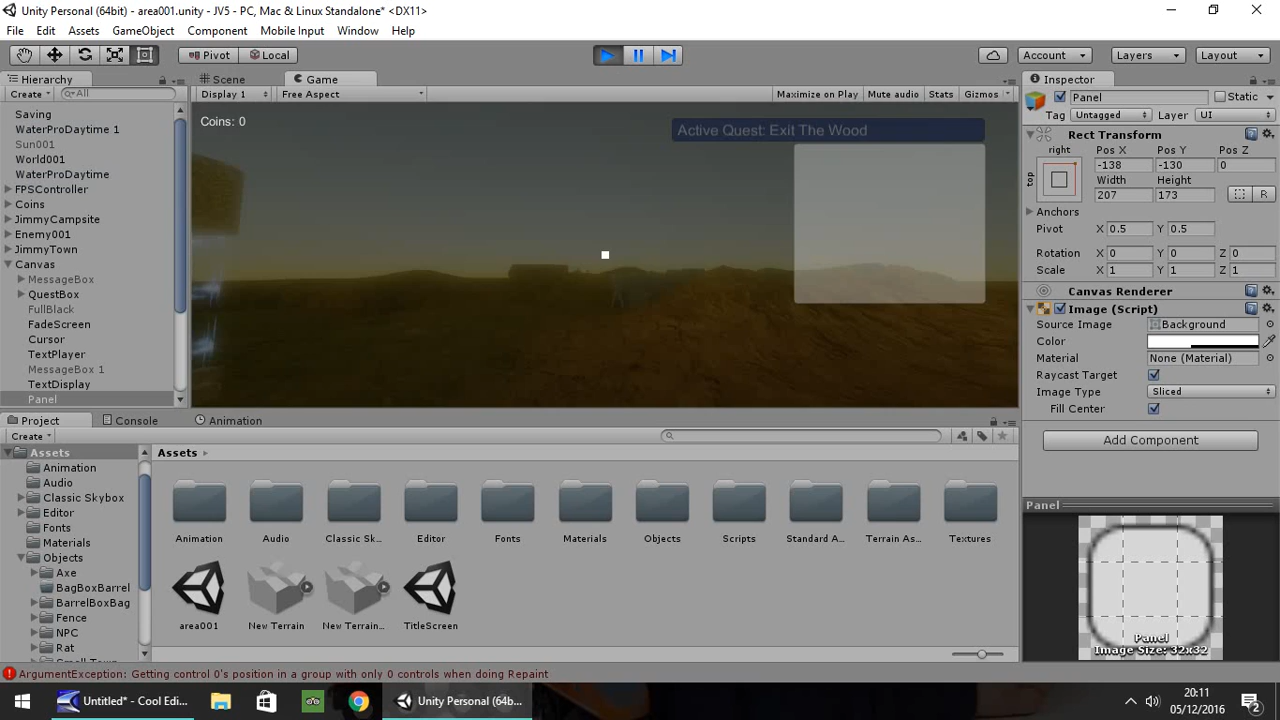 Unity Personal (64bit) - area001.unity - JV5 - PC, Mac & Linux Standalone* <DX11>
File Edit Assets GameObject Component Mobile Input Window Help
Pivot Local Account Layers Layout
Hierarchy
Create All
Saving
WaterProDaytime 1
Sun001
World001
WaterProDaytime
FPSController
Coins
JimmyCampsite
Enemy001
JimmyTown
Canvas
MessageBox
QuestBox
FullBlack
FadeScreen
Cursor
TextPlayer
MessageBox 1
TextDisplay
Panel
Scene Game
Display 1 Free Aspect Maximize on Play Mute audio Stats Gizmos
Coins: 0
Active Quest: Exit The Wood
Inspector
Panel Static
Tag Untagged Layer UI
Rect Transform
right Pos X Pos Y Pos Z
top -138 -130 0
Width Height
207 173 R
Anchors
Pivot X 0.5 Y 0.5
Rotation X 0 Y 0 Z 0
Scale X 1 Y 1 Z 1
Canvas Renderer
Image (Script)
Source Image Background
Color
Material None (Material)
Raycast Target
Image Type Sliced
Fill Center
Add Component
Panel
Panel
Image Size: 32x32
Project Console Animation
Create
Assets
Animation
Audio
Classic Skybox
Editor
Fonts
Materials
Objects
Axe
BagBoxBarrel
BarrelBoxBag
Fence
NPC
Rat
Assets
Animation Audio Classic Sk... Editor Fonts Materials Objects Scripts Standard A... Terrain As... Textures
area001 New Terrain New Terrain... TitleScreen
ArgumentException: Getting control 0's position in a group with only 0 controls when doing Repaint
Untitled* - Cool Edi... Unity Personal (64b...
20:11
05/12/2016
2